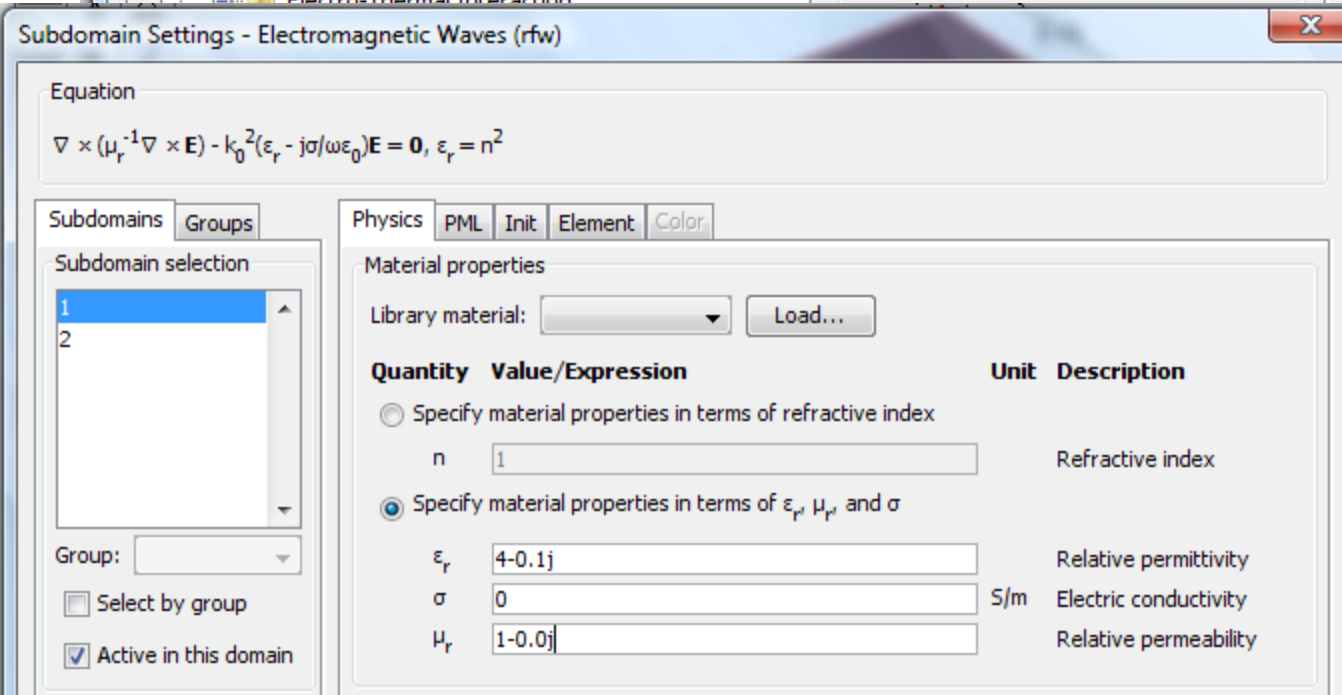 Electro-Thermal Interaction
Subdomain Settings - Electromagnetic Waves (rfw)
X
Equation
∇ × (μr⁻¹∇ × E) - k₀²(εr - jσ/ωε₀)E = 0, εr = n²
Subdomains Groups
Physics PML Init Element Color
Subdomain selection
1
2
Group:
Select by group
Active in this domain
Material properties
Library material: Load...
Quantity Value/Expression Unit Description
Specify material properties in terms of refractive index
n 1 Refractive index
Specify material properties in terms of εr, μr, and σ
εr 4-0.1j Relative permittivity
σ 0 S/m Electric conductivity
μr 1-0.0j Relative permeability